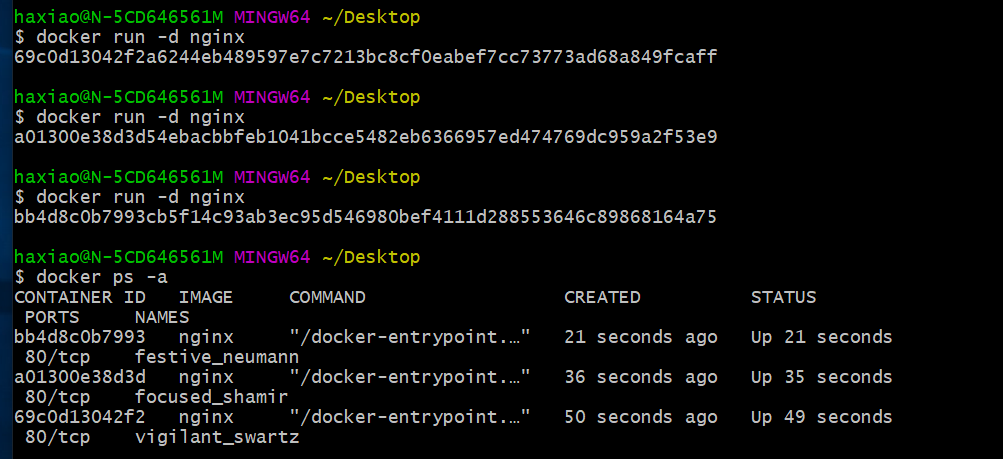 haxiao@N-5CD646561M MINGW64 ~/Desktop
$ docker run -d nginx
69c0d13042f2a6244eb489597e7c7213bc8cf0eabef7cc73773ad68a849fcaff
haxiao@N-5CD646561M MINGW64 ~/Desktop
$ docker run -d nginx
a01300e38d3d54ebacbbfeb1041bcce5482eb6366957ed474769dc959a2f53e9
haxiao@N-5CD646561M MINGW64 ~/Desktop
$ docker run -d nginx
bb4d8c0b7993cb5f14c93ab3ec95d546980bef4111d288553646c89868164a75
haxiao@N-5CD646561M MINGW64 ~/Desktop
$ docker ps -a
CONTAINER ID   IMAGE     COMMAND                  CREATED          STATUS
 PORTS     NAMES
bb4d8c0b7993   nginx     "/docker-entrypoint.…"   21 seconds ago   Up 21 seconds
 80/tcp    festive_neumann
a01300e38d3d   nginx     "/docker-entrypoint.…"   36 seconds ago   Up 35 seconds
 80/tcp    focused_shamir
69c0d13042f2   nginx     "/docker-entrypoint.…"   50 seconds ago   Up 49 seconds
 80/tcp    vigilant_swartz